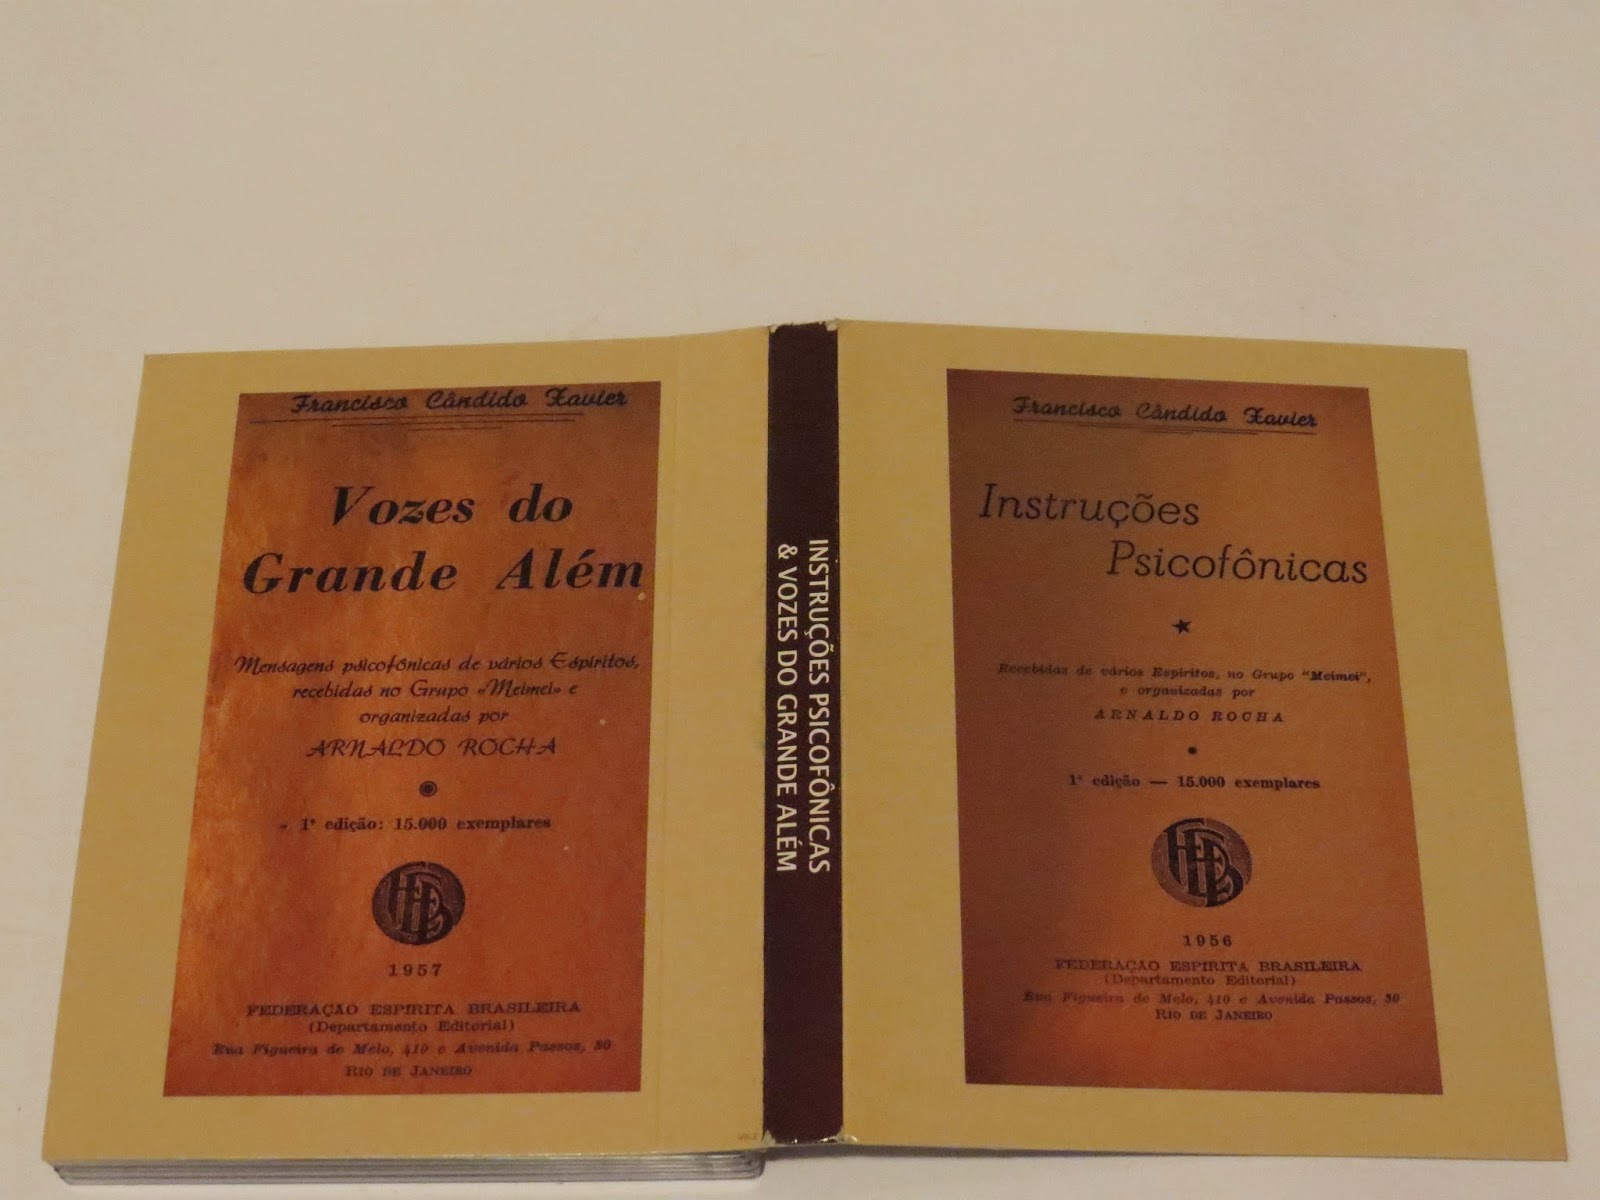 Francisco Cândido Xavier
Vozes do
Grande Além
Mensagens psicofônicas de vários Espíritos,
recebidas no Grupo «Meimei» e
organizadas por
ARNALDO ROCHA
1ª edição: 15.000 exemplares
FEB
1957
FEDERAÇÃO ESPIRITA BRASILEIRA
(Departamento Editorial)
Rua Figueira de Melo, 410 e Avenida Passos, 30
RIO DE JANEIRO
INSTRUÇÕES PSICOFÔNICAS
& VOZES DO GRANDE ALÉM
Francisco Cândido Xavier
Instruções
Psicofônicas
Recebidas de vários Espíritos, no Grupo "Meimei",
e organizadas por
ARNALDO ROCHA
1ª edição — 15.000 exemplares
FEB
1956
FEDERAÇÃO ESPIRITA BRASILEIRA
(Departamento Editorial)
Rua Figueira de Melo, 410 e Avenida Passos, 30
RIO DE JANEIRO